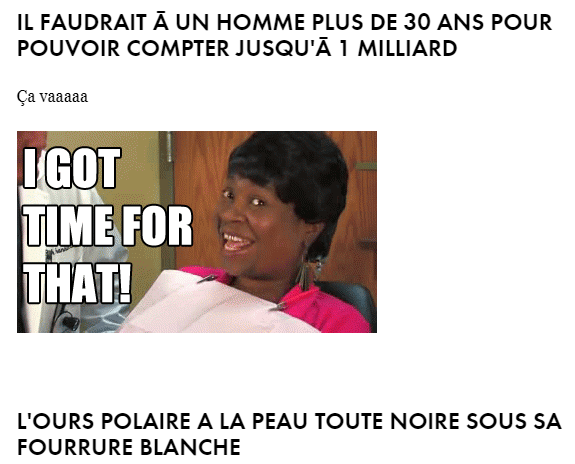 IL FAUDRAIT Ā UN HOMME PLUS DE 30 ANS POUR
POUVOIR COMPTER JUSQU'Ā 1 MILLIARD
Ça vaaaaa
I GOT
TIME FOR
THAT!
L'OURS POLAIRE A LA PEAU TOUTE NOIRE SOUS SA
FOURRURE BLANCHE